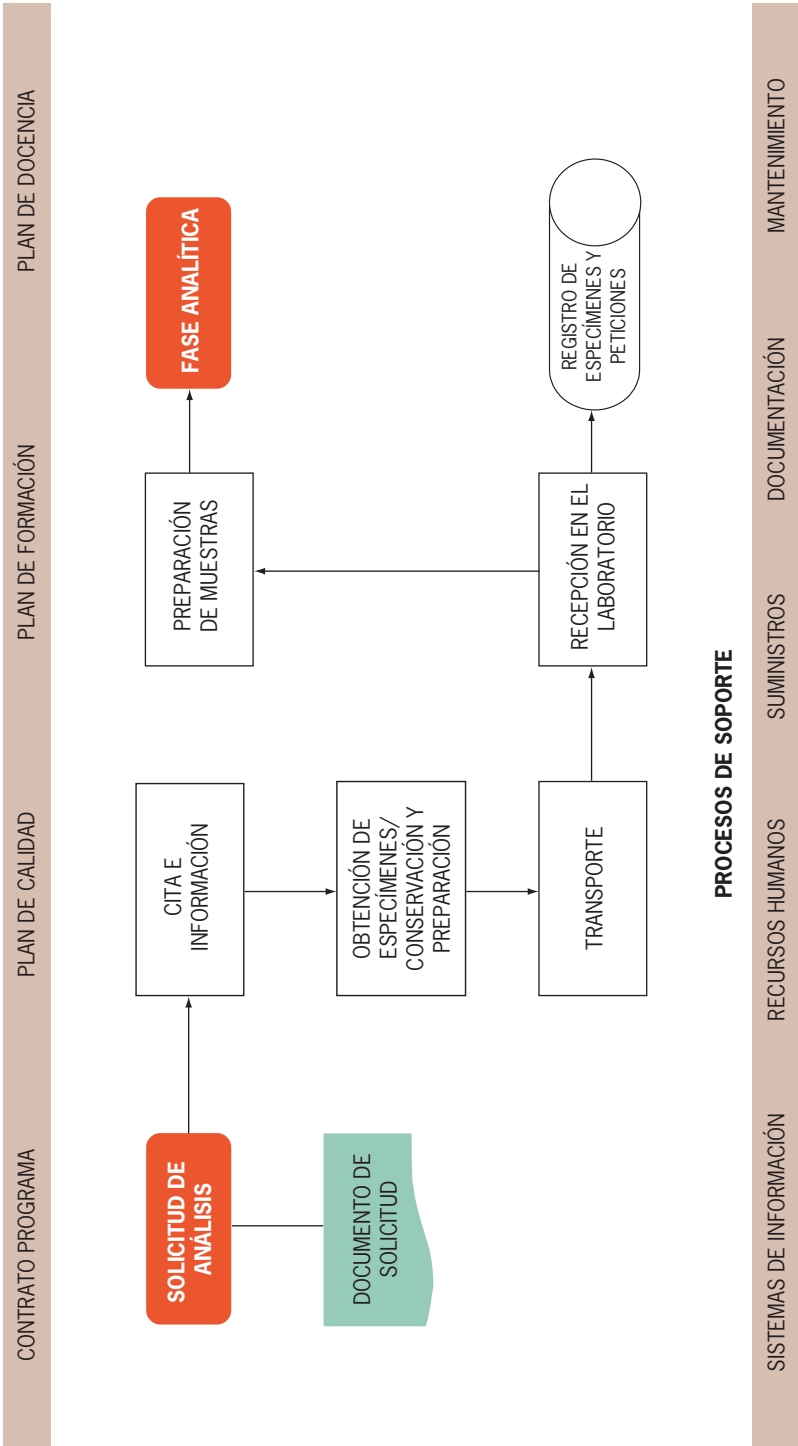 CONTRATO PROGRAMA
PLAN DE CALIDAD
PLAN DE FORMACIÓN
PLAN DE DOCENCIA
SOLICITUD DE
ANÁLISIS
DOCUMENTO DE
SOLICITUD
CITA E
INFORMACIÓN
OBTENCIÓN DE
ESPECÍMENES/
CONSERVACIÓN Y
PREPARACIÓN
TRANSPORTE
RECEPCIÓN EN EL
LABORATORIO
REGISTRO DE
ESPECÍMENES Y
PETICIONES
PREPARACIÓN
DE MUESTRAS
FASE ANALÍTICA
PROCESOS DE SOPORTE
SISTEMAS DE INFORMACIÓN
RECURSOS HUMANOS
SUMINISTROS
DOCUMENTACIÓN
MANTENIMIENTO